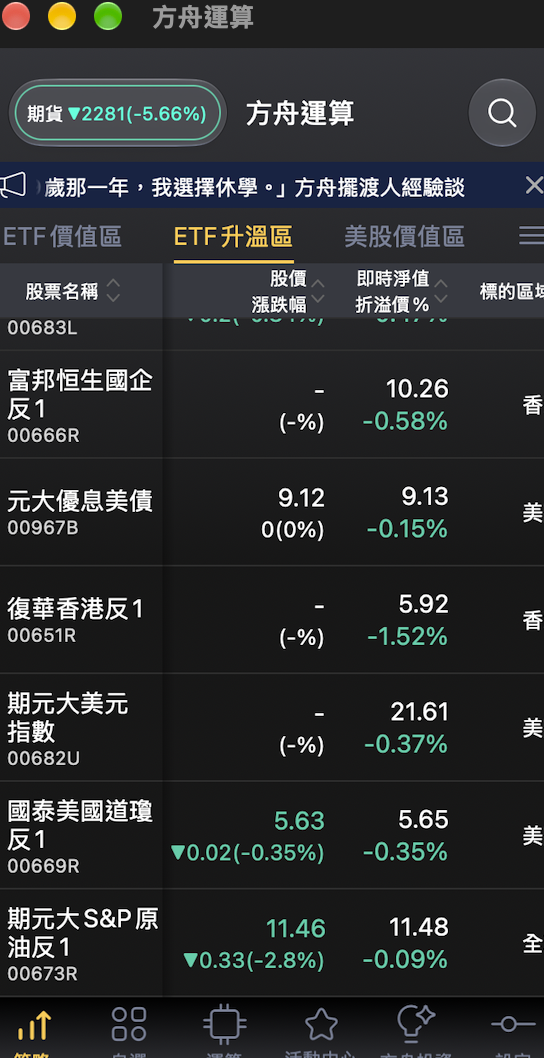 方舟運算
期貨 ▼2281(-5.66%) 方舟運算
歲那一年，我選擇休學。」方舟擺渡人經驗談
ETF價值區 ETF升溫區 美股價值區
股票名稱 股價 漲跌幅 即時淨值 折溢價% 標的區域
00683L
富邦恒生國企
反1
00666R
-
(-%)
10.26
-0.58%
香
元大優息美債
00967B
9.12
0(0%)
9.13
-0.15%
美
復華香港反1
00651R
-
(-%)
5.92
-1.52%
香
期元大美元
指數
00682U
-
(-%)
21.61
-0.37%
美
國泰美國道瓊
反1
00669R
5.63
▼0.02(-0.35%)
5.65
-0.35%
美
期元大S&P原
油反1
00673R
11.46
▼0.33(-2.8%)
11.48
-0.09%
全